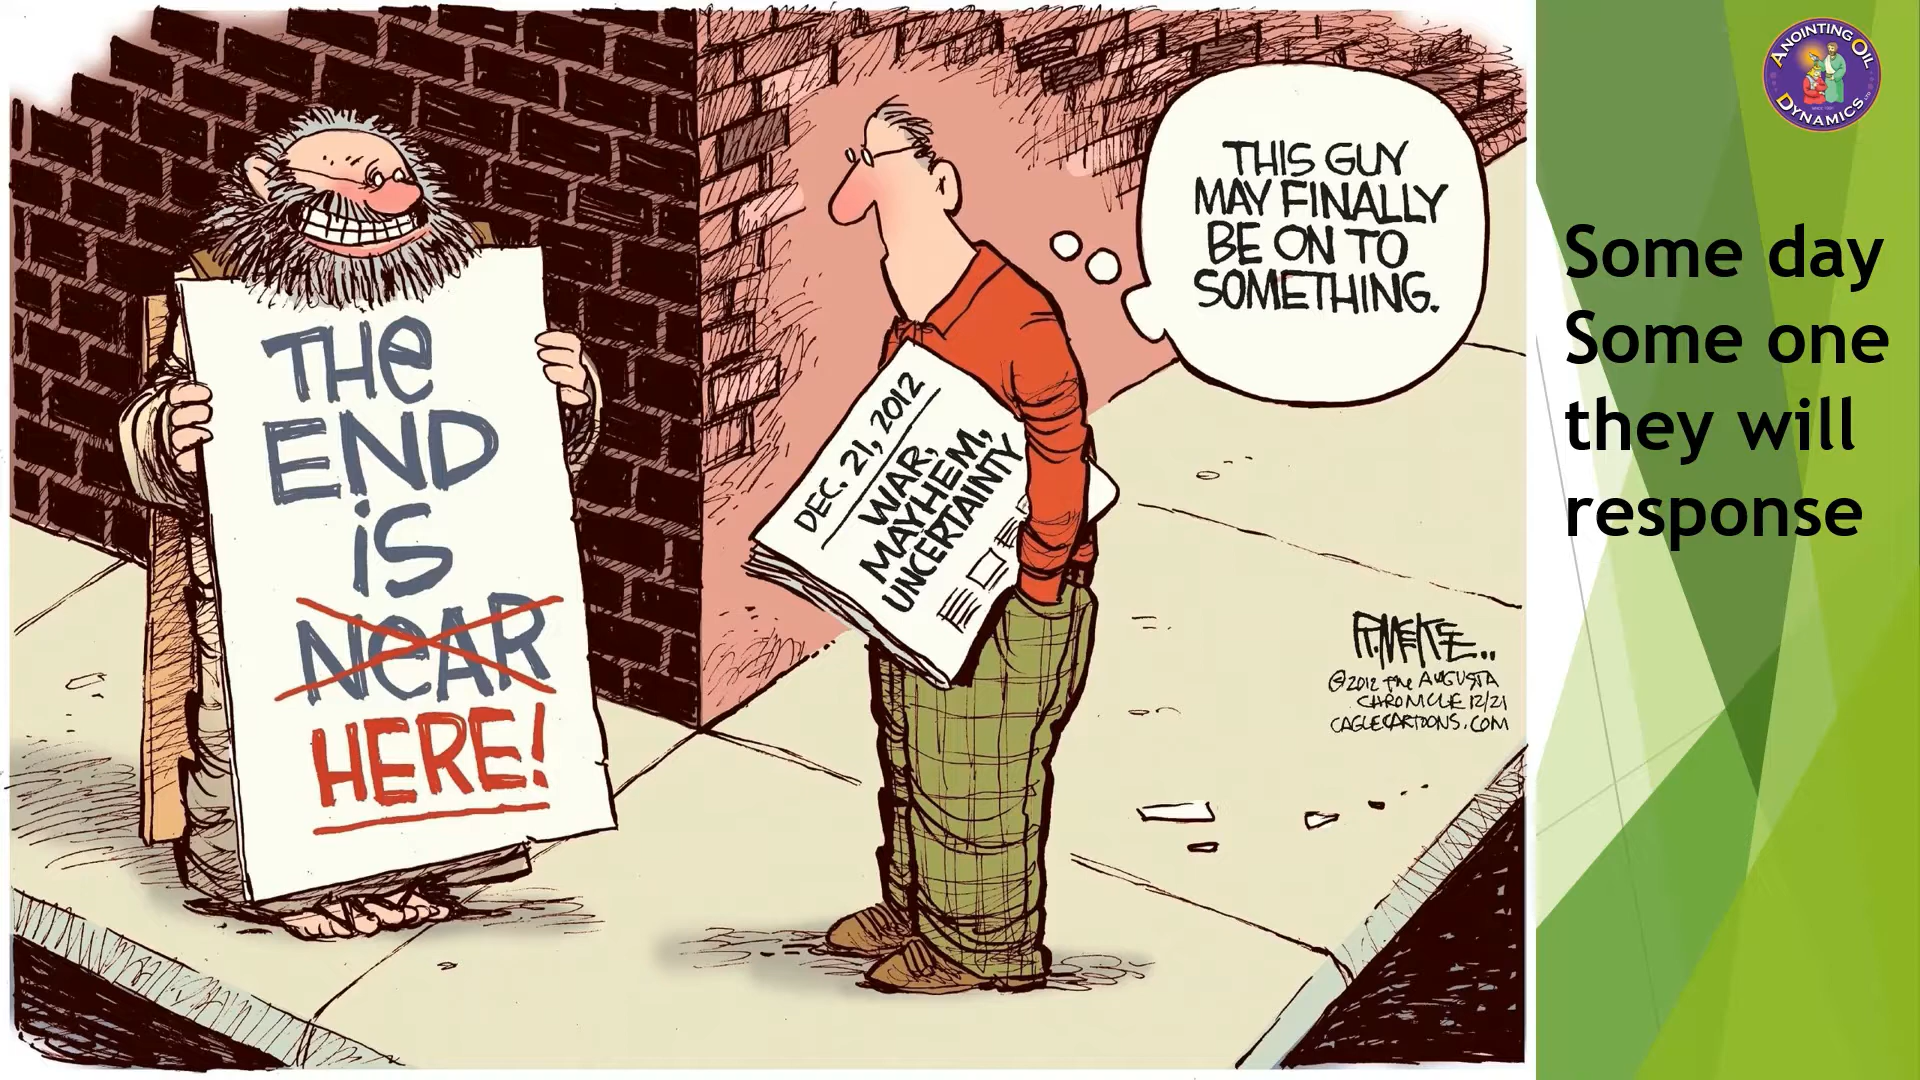 THe
END
iS
NeAR
HERE!
DEC. 21, 2012
WAR,
MAYHEM,
UNCERTAINTY
THIS GUY
MAY FINALLY
BE ON TO
SOMETHING.
R.McKEE..
©2012 THE AUGUSTA
CHRONICLE 12/21
CAGLECARTOONS.COM
ANOINTING OIL
DYNAMICS
Some day
Some one
they will
response